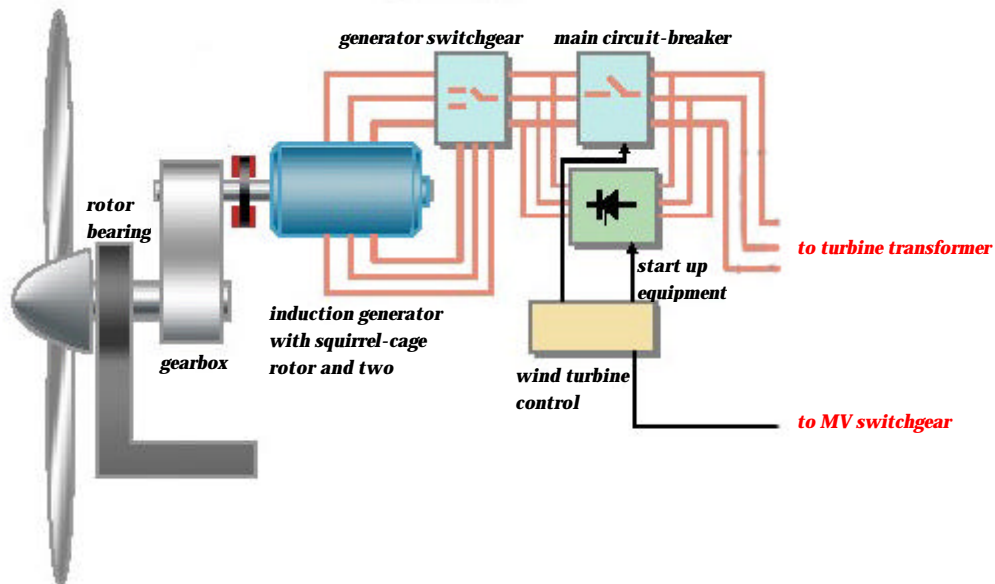 generator switchgear
main circuit-breaker
rotor
bearing
to turbine transformer
start up
equipment
induction generator
with squirrel-cage
rotor and two
gearbox
wind turbine
control
to MV switchgear